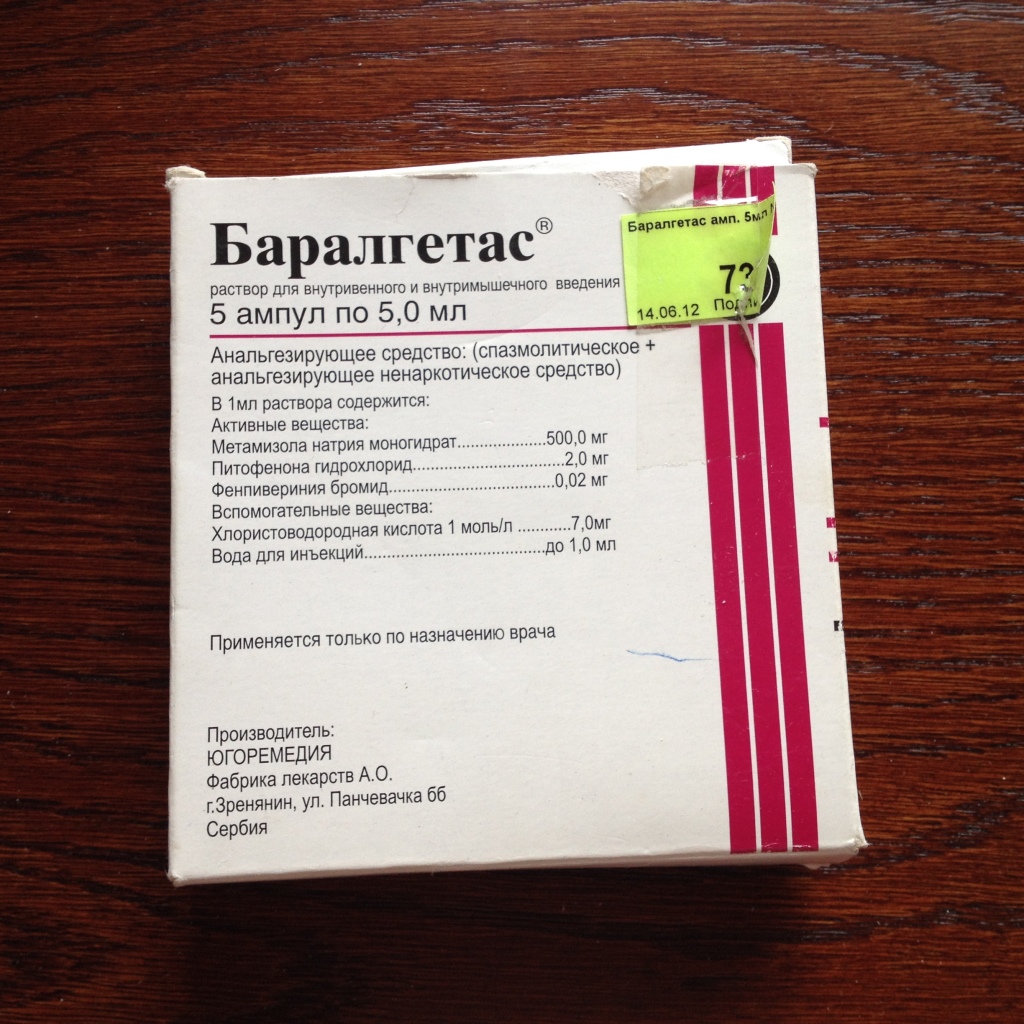 Баралгетас®
раствор для внутривенного и внутримышечного введения
5 ампул по 5,0 мл
Баралгетас амп. 5мл
14.06.12
Анальгезирующее средство: (спазмолитическое +
анальгезирующее ненаркотическое средство)
В 1мл раствора содержится:
Активные вещества:
Метамизола натрия моногидрат....................500,0 мг
Питофенона гидрохлорид..................................2,0 мг
Фенпивериния бромид.....................................0,02 мг
Вспомогательные вещества:
Хлористоводородная кислота 1 моль/л ............7,0мг
Вода для инъекций.........................................до 1,0 мл
Применяется только по назначению врача
Производитель:
ЮГОРЕМЕДИЯ
Фабрика лекарств А.О.
г.Зренянин, ул. Панчевачка бб
Сербия